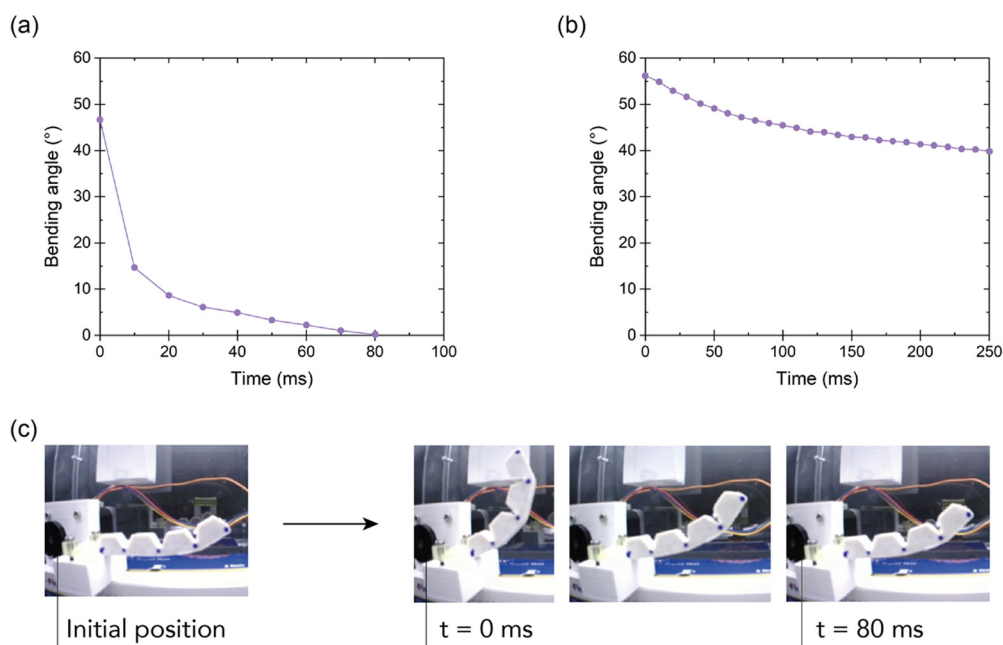 (a)
60
50
40
30
20
10
0
Bending angle (°)
0 20 40 60 80 100
Time (ms)
(b)
60
50
40
30
20
10
0
Bending angle (°)
0 50 100 150 200 250
Time (ms)
(c)
Initial position
t = 0 ms
t = 80 ms